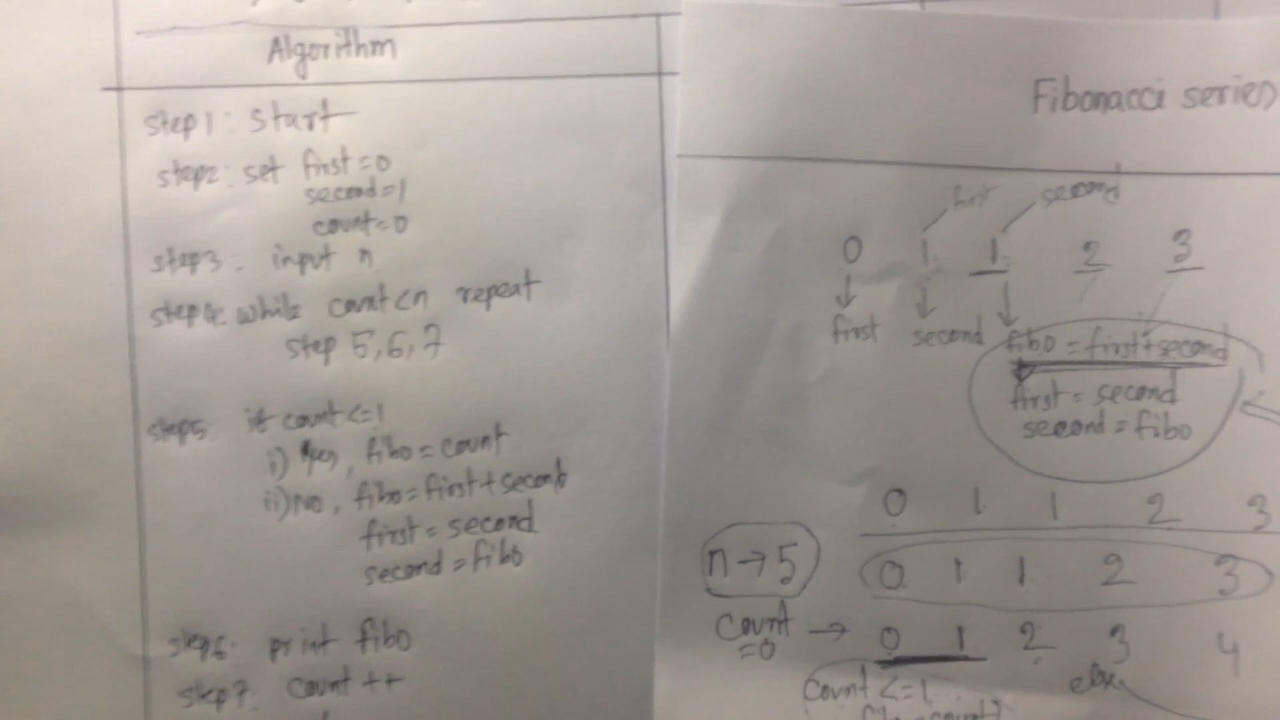 Algorithm
step1: start
step2: set first=0
second=1
count=0
step3: input n
step4: while count<n repeat
step 5,6,7
step5 if count<=1
i) Yes, fibo=count
ii) No, fibo=first+second
first=second
second=fibo
step6: print fibo
step7: count++
Fibonacci series
first second
0 1 1 2 3
first second fibo = first+second
first = second
second = fibo
0 1 1 2 3
n→5 0 1 1 2 3
count =0 → 0 1 2 3 4
count <=1 else